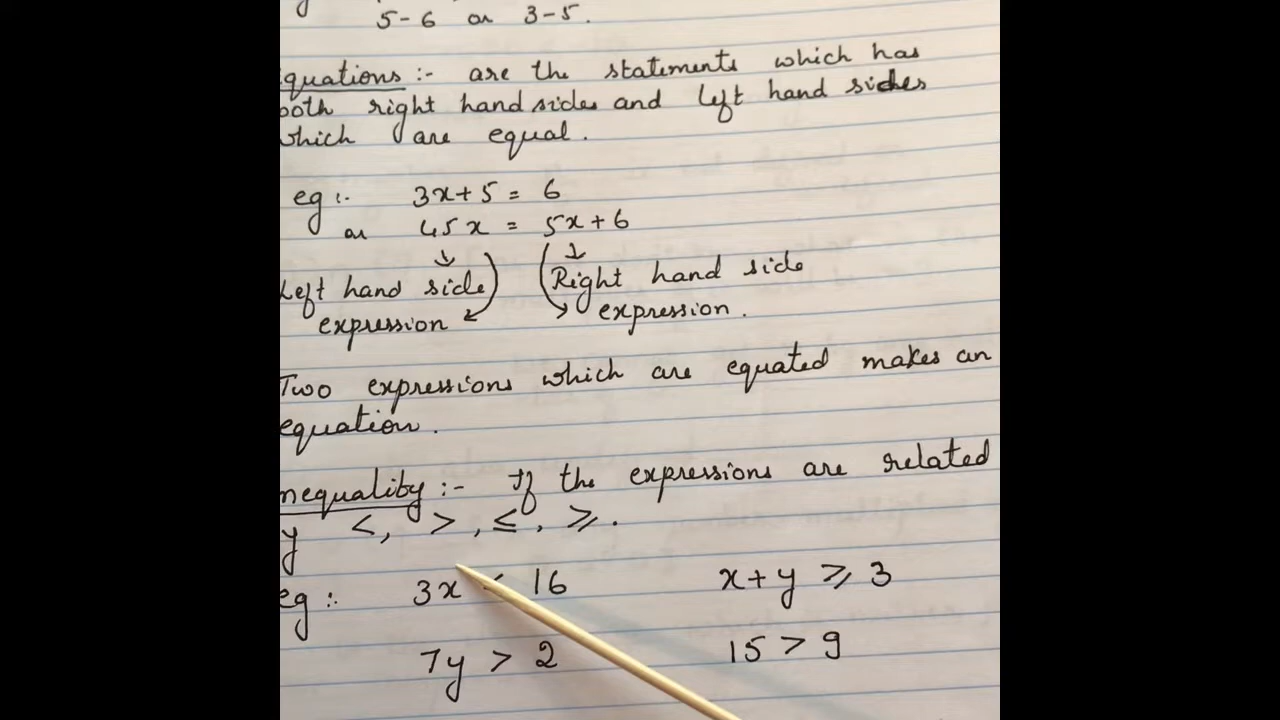 5-6 or 3-5.
quations :- are the statements which has
both right hand sides and left hand sides
which are equal.
eg :- 3x+5 = 6
or 45x = 5x+6
Left hand side Right hand side
expression expression.
Two expressions which are equated makes an
equation.
nequality :- If the expressions are related
y <, >, ≤, ≥.
eg :- 3x < 16 x+y ≥ 3
7y > 2 15 > 9